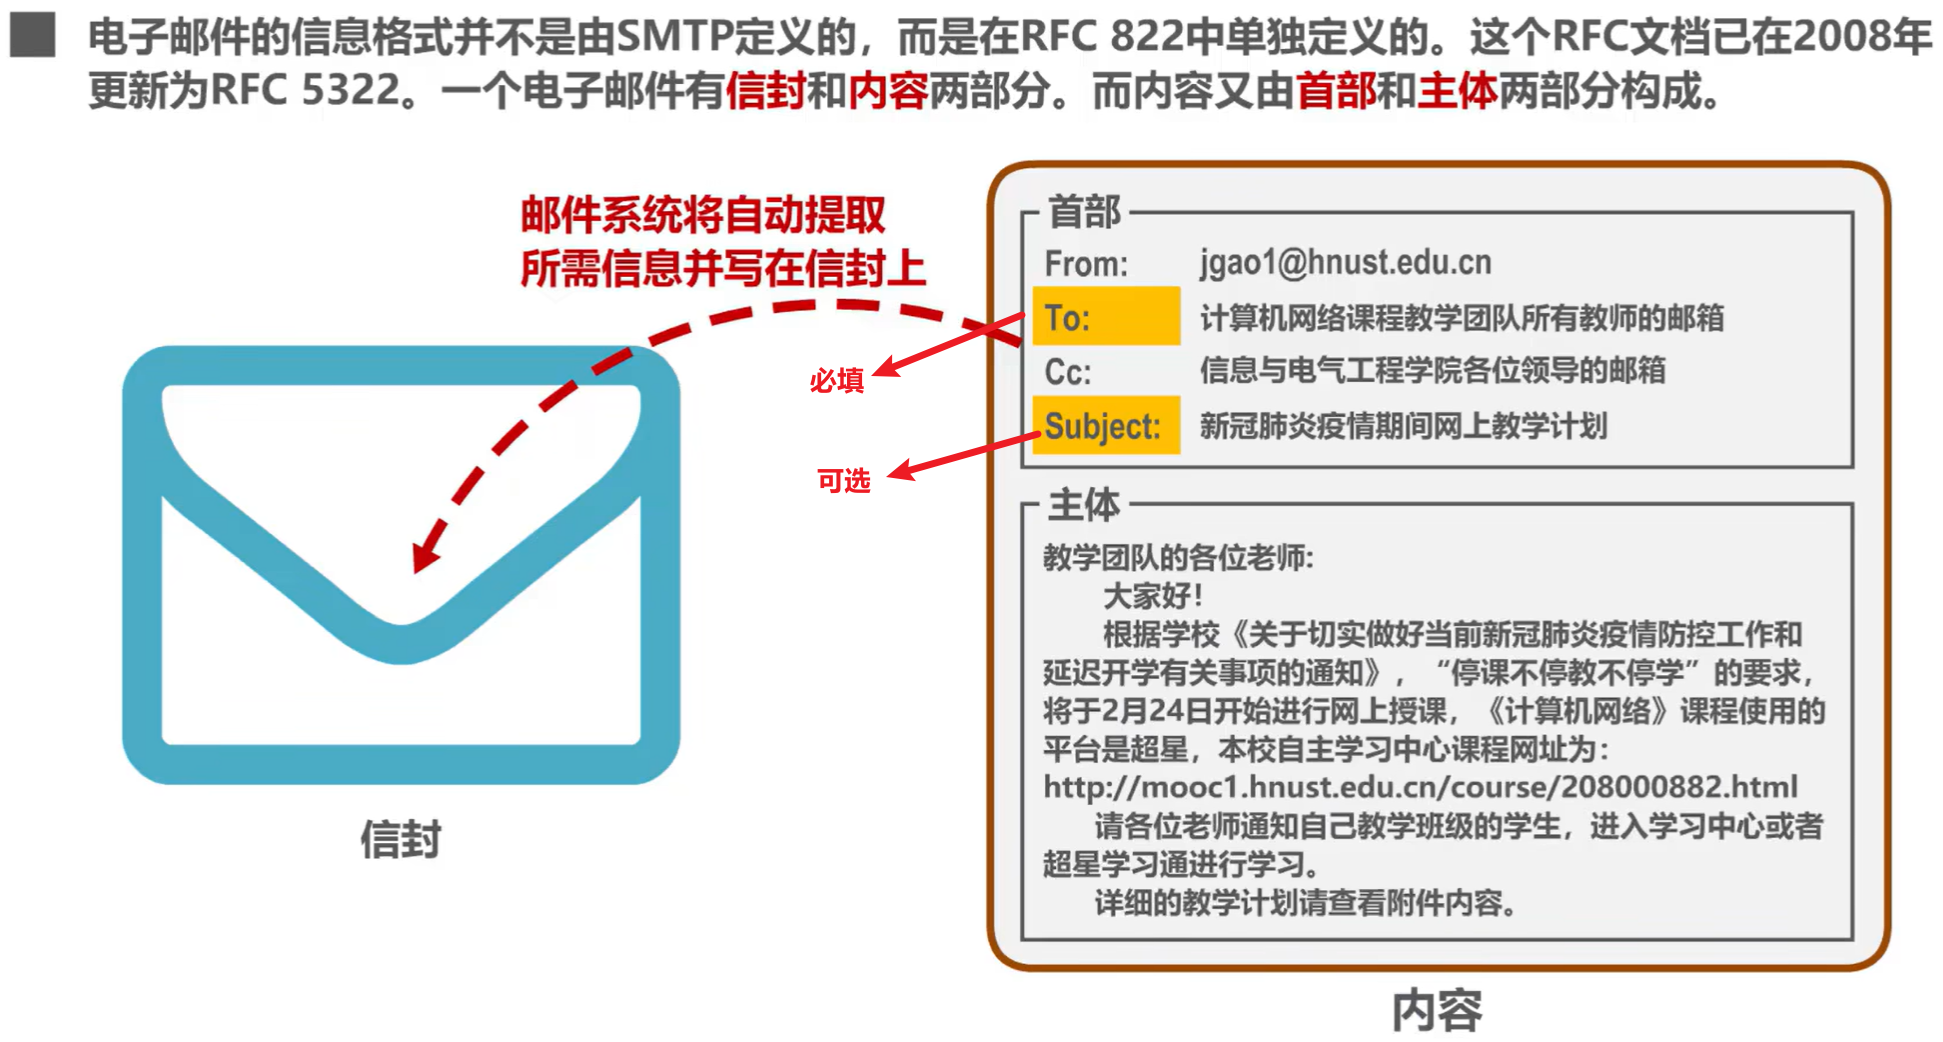 电子邮件的信息格式并不是由SMTP定义的，而是在RFC 822中单独定义的。这个RFC文档已在2008年
更新为RFC 5322。一个电子邮件有信封和内容两部分。而内容又由首部和主体两部分构成。
邮件系统将自动提取
所需信息并写在信封上
信封
必填
可选
首部
From: jgao1@hnust.edu.cn
To: 计算机网络课程教学团队所有教师的邮箱
Cc: 信息与电气工程学院各位领导的邮箱
Subject: 新冠肺炎疫情期间网上教学计划
主体
教学团队的各位老师:
大家好！
根据学校《关于切实做好当前新冠肺炎疫情防控工作和
延迟开学有关事项的通知》，“停课不停教不停学”的要求，
将于2月24日开始进行网上授课，《计算机网络》课程使用的
平台是超星，本校自主学习中心课程网址为：
http://mooc1.hnust.edu.cn/course/208000882.html
请各位老师通知自己教学班级的学生，进入学习中心或者
超星学习通进行学习。
详细的教学计划请查看附件内容。
内容